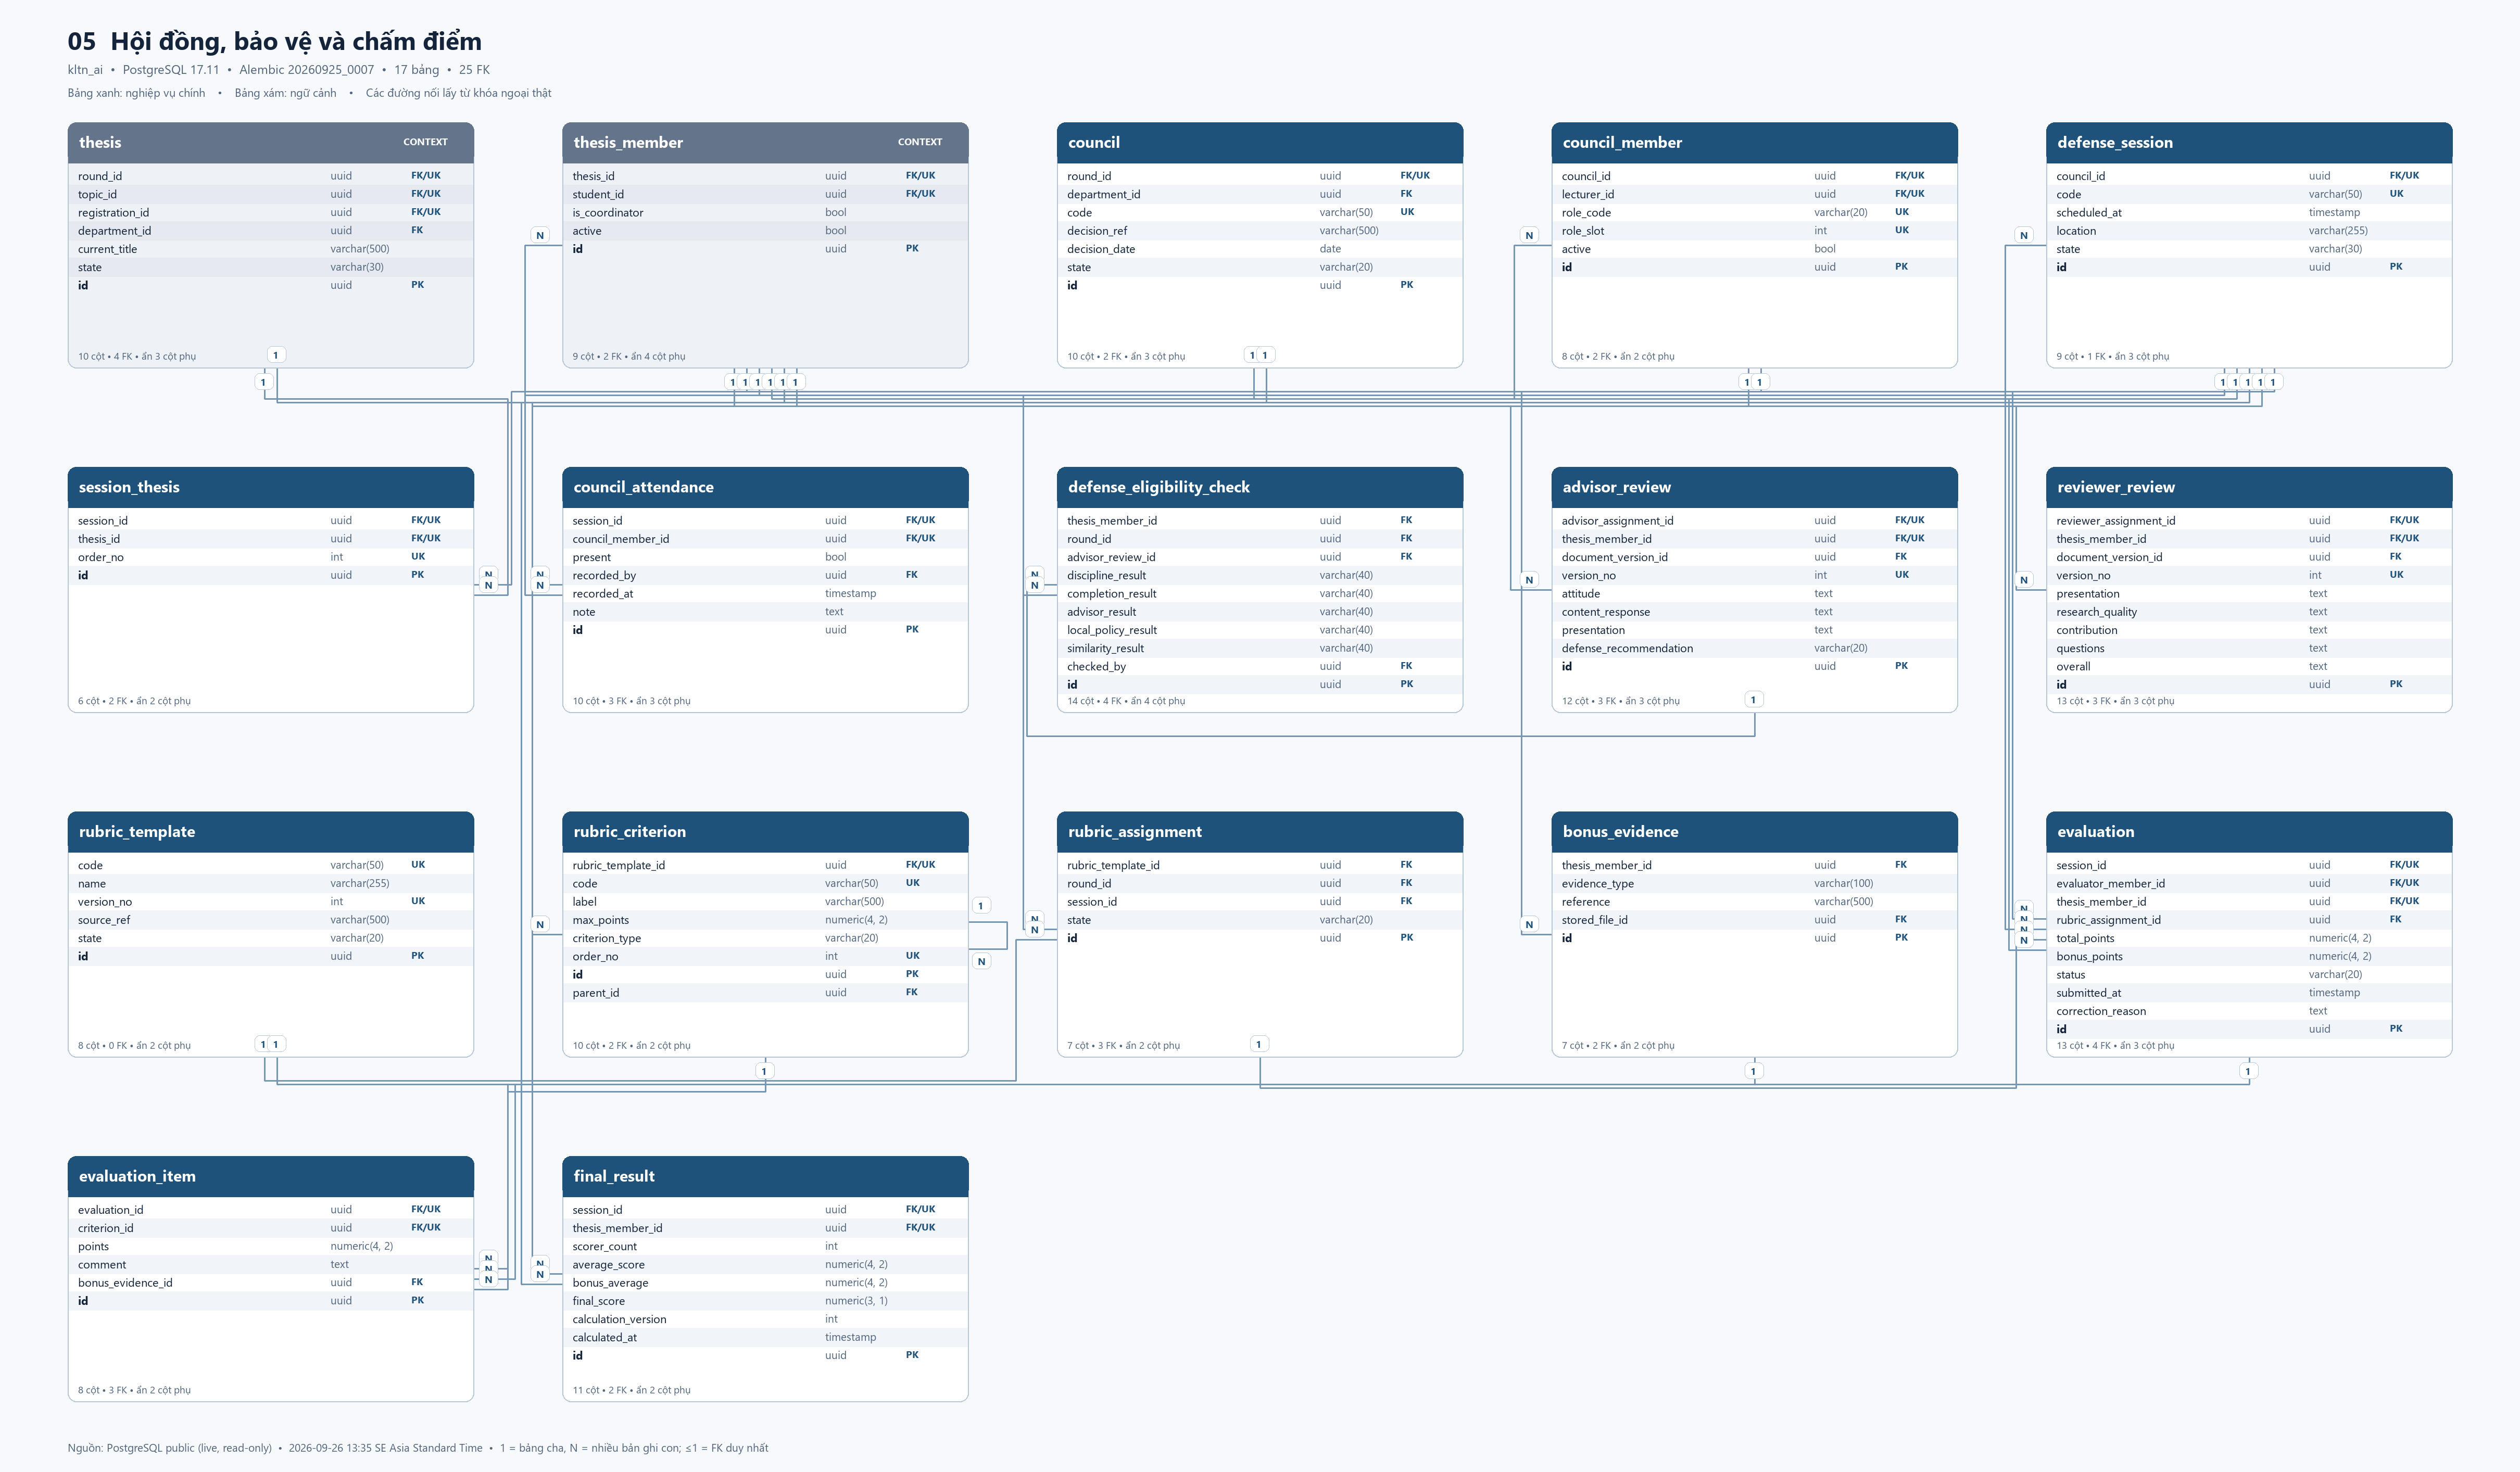 05 Hội đồng, bảo vệ và chấm điểm
kltn_ai • PostgreSQL 17.11 • Alembic 20260925_0007 • 17 bảng • 25 FK
Bảng xanh: nghiệp vụ chính • Bảng xám: ngữ cảnh • Các đường nối lấy từ khóa ngoại thật
thesis CONTEXT
round_id uuid FK/UK
topic_id uuid FK/UK
registration_id uuid FK/UK
department_id uuid FK
current_title varchar(500)
state varchar(30)
id uuid PK
10 cột • 4 FK • ẩn 3 cột phụ
1
1
thesis_member CONTEXT
thesis_id uuid FK/UK
student_id uuid FK/UK
is_coordinator bool
active bool
id uuid PK
9 cột • 2 FK • ẩn 4 cột phụ
N
1 1 1 1 1 1
council
round_id uuid FK/UK
department_id uuid FK
code varchar(50) UK
decision_ref varchar(500)
decision_date date
state varchar(20)
id uuid PK
10 cột • 2 FK • ẩn 3 cột phụ
1 1
council_member
council_id uuid FK/UK
lecturer_id uuid FK/UK
role_code varchar(20) UK
role_slot int UK
active bool
id uuid PK
8 cột • 2 FK • ẩn 2 cột phụ
N
1 1
defense_session
council_id uuid FK/UK
code varchar(50) UK
scheduled_at timestamp
location varchar(255)
state varchar(30)
id uuid PK
9 cột • 1 FK • ẩn 3 cột phụ
N
1 1 1 1 1
session_thesis
session_id uuid FK/UK
thesis_id uuid FK/UK
order_no int UK
id uuid PK
6 cột • 2 FK • ẩn 2 cột phụ
N
N
council_attendance
session_id uuid FK/UK
council_member_id uuid FK/UK
present bool
recorded_by uuid FK
recorded_at timestamp
note text
id uuid PK
10 cột • 3 FK • ẩn 3 cột phụ
N
N
defense_eligibility_check
thesis_member_id uuid FK
round_id uuid FK
advisor_review_id uuid FK
discipline_result varchar(40)
completion_result varchar(40)
advisor_result varchar(40)
local_policy_result varchar(40)
similarity_result varchar(40)
checked_by uuid FK
id uuid PK
14 cột • 4 FK • ẩn 4 cột phụ
N
N
advisor_review
advisor_assignment_id uuid FK/UK
thesis_member_id uuid FK/UK
document_version_id uuid FK
version_no int UK
attitude text
content_response text
presentation text
defense_recommendation varchar(20)
id uuid PK
12 cột • 3 FK • ẩn 3 cột phụ
N
1
reviewer_review
reviewer_assignment_id uuid FK/UK
thesis_member_id uuid FK/UK
document_version_id uuid FK
version_no int UK
presentation text
research_quality text
contribution text
questions text
overall text
id uuid PK
13 cột • 3 FK • ẩn 3 cột phụ
N
rubric_template
code varchar(50) UK
name varchar(255)
version_no int UK
source_ref varchar(500)
state varchar(20)
id uuid PK
8 cột • 0 FK • ẩn 2 cột phụ
1 1
rubric_criterion
rubric_template_id uuid FK/UK
code varchar(50) UK
label varchar(500)
max_points numeric(4, 2)
criterion_type varchar(20)
order_no int UK
id uuid PK
parent_id uuid FK
10 cột • 2 FK • ẩn 2 cột phụ
N
1
N
1
rubric_assignment
rubric_template_id uuid FK
round_id uuid FK
session_id uuid FK
state varchar(20)
id uuid PK
7 cột • 3 FK • ẩn 2 cột phụ
N
N
1
bonus_evidence
thesis_member_id uuid FK
evidence_type varchar(100)
reference varchar(500)
stored_file_id uuid FK
id uuid PK
7 cột • 2 FK • ẩn 2 cột phụ
N
1
evaluation
session_id uuid FK/UK
evaluator_member_id uuid FK/UK
thesis_member_id uuid FK/UK
rubric_assignment_id uuid FK
total_points numeric(4, 2)
bonus_points numeric(4, 2)
status varchar(20)
submitted_at timestamp
correction_reason text
id uuid PK
13 cột • 4 FK • ẩn 3 cột phụ
N
N
N
1
evaluation_item
evaluation_id uuid FK/UK
criterion_id uuid FK/UK
points numeric(4, 2)
comment text
bonus_evidence_id uuid FK
id uuid PK
8 cột • 3 FK • ẩn 2 cột phụ
N
N
N
final_result
session_id uuid FK/UK
thesis_member_id uuid FK/UK
scorer_count int
average_score numeric(4, 2)
bonus_average numeric(4, 2)
final_score numeric(3, 1)
calculation_version int
calculated_at timestamp
id uuid PK
11 cột • 2 FK • ẩn 2 cột phụ
N
N
Nguồn: PostgreSQL public (live, read-only) • 2026-09-26 13:35 SE Asia Standard Time • 1 = bảng cha, N = nhiều bản ghi con; ≤1 = FK duy nhất